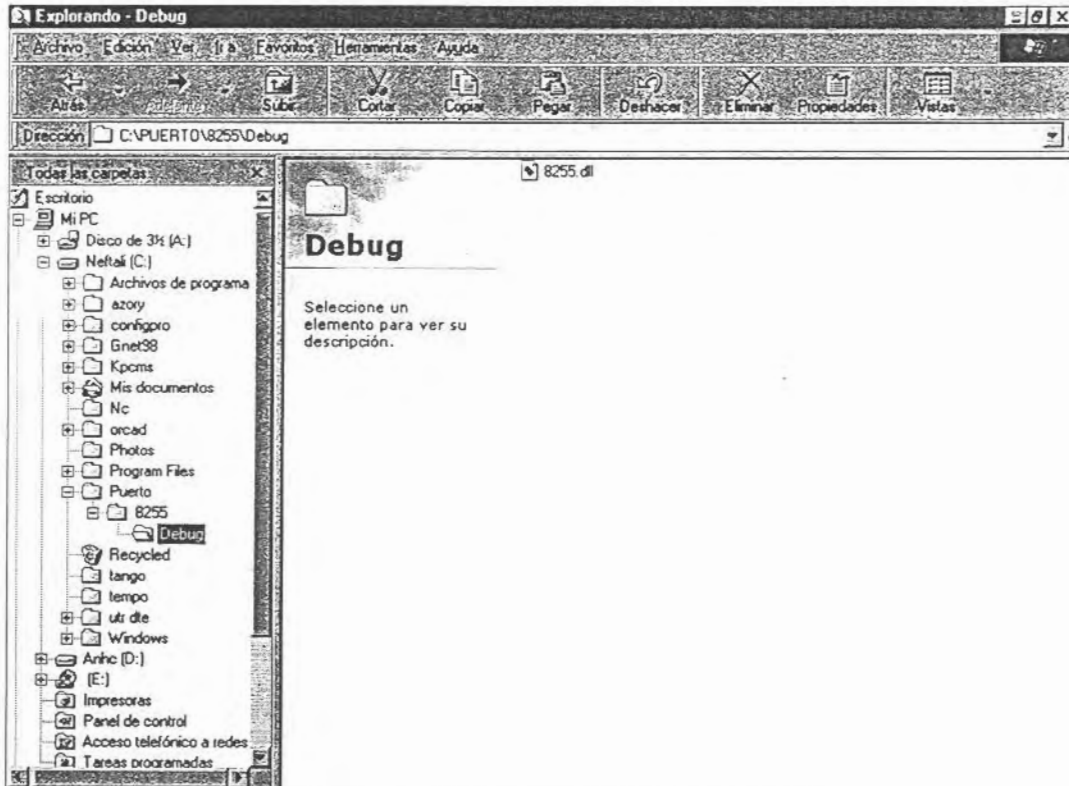 Explorando - Debug
Archivo Edición Ver Ir a Favoritos Herramientas Ayuda
Atrás Adelante Subir Cortar Copiar Pegar Deshacer Eliminar Propiedades Vistas
Dirección C:\PUERTO\8255\Debug
Todas las carpetas
Escritorio
Mi PC
Disco de 3½ (A:)
Neftali (C:)
Archivos de programa
azory
configpro
Gnet98
Kpcms
Mis documentos
Nc
orcad
Photos
Program Files
Puerto
8255
Debug
Recycled
tango
tempo
utr dte
Windows
Anhc (D:)
(E:)
Impresoras
Panel de control
Acceso telefónico a redes
Tareas programadas
8255.dll
Debug
Seleccione un
elemento para ver su
descripción.